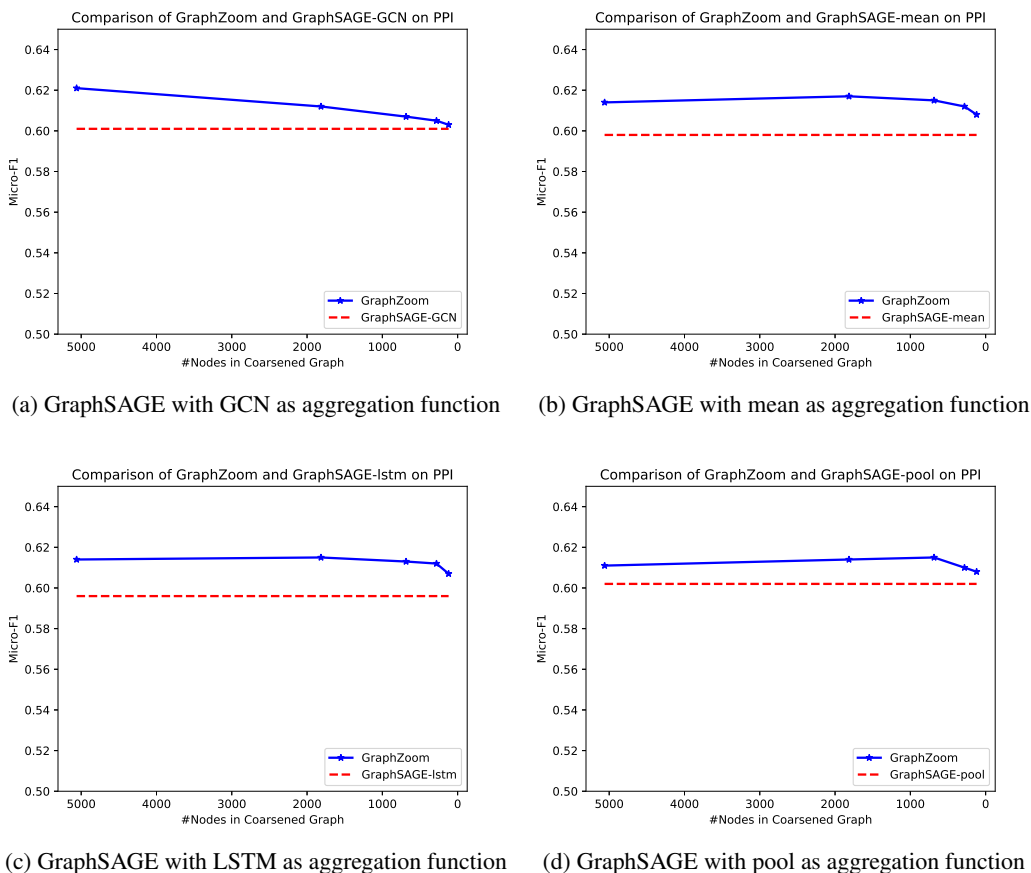 Comparison of GraphZoom and GraphSAGE-GCN on PPI
0.64
0.62
0.60
0.58
0.56
0.54
0.52
0.50
Micro-F1
GraphZoom
GraphSAGE-GCN
5000 4000 3000 2000 1000 0
#Nodes in Coarsened Graph
(a) GraphSAGE with GCN as aggregation function
Comparison of GraphZoom and GraphSAGE-mean on PPI
0.64
0.62
0.60
0.58
0.56
0.54
0.52
0.50
Micro-F1
GraphZoom
GraphSAGE-mean
5000 4000 3000 2000 1000 0
#Nodes in Coarsened Graph
(b) GraphSAGE with mean as aggregation function
Comparison of GraphZoom and GraphSAGE-lstm on PPI
0.64
0.62
0.60
0.58
0.56
0.54
0.52
0.50
Micro-F1
GraphZoom
GraphSAGE-lstm
5000 4000 3000 2000 1000 0
#Nodes in Coarsened Graph
(c) GraphSAGE with LSTM as aggregation function
Comparison of GraphZoom and GraphSAGE-pool on PPI
0.64
0.62
0.60
0.58
0.56
0.54
0.52
0.50
Micro-F1
GraphZoom
GraphSAGE-pool
5000 4000 3000 2000 1000 0
#Nodes in Coarsened Graph
(d) GraphSAGE with pool as aggregation function